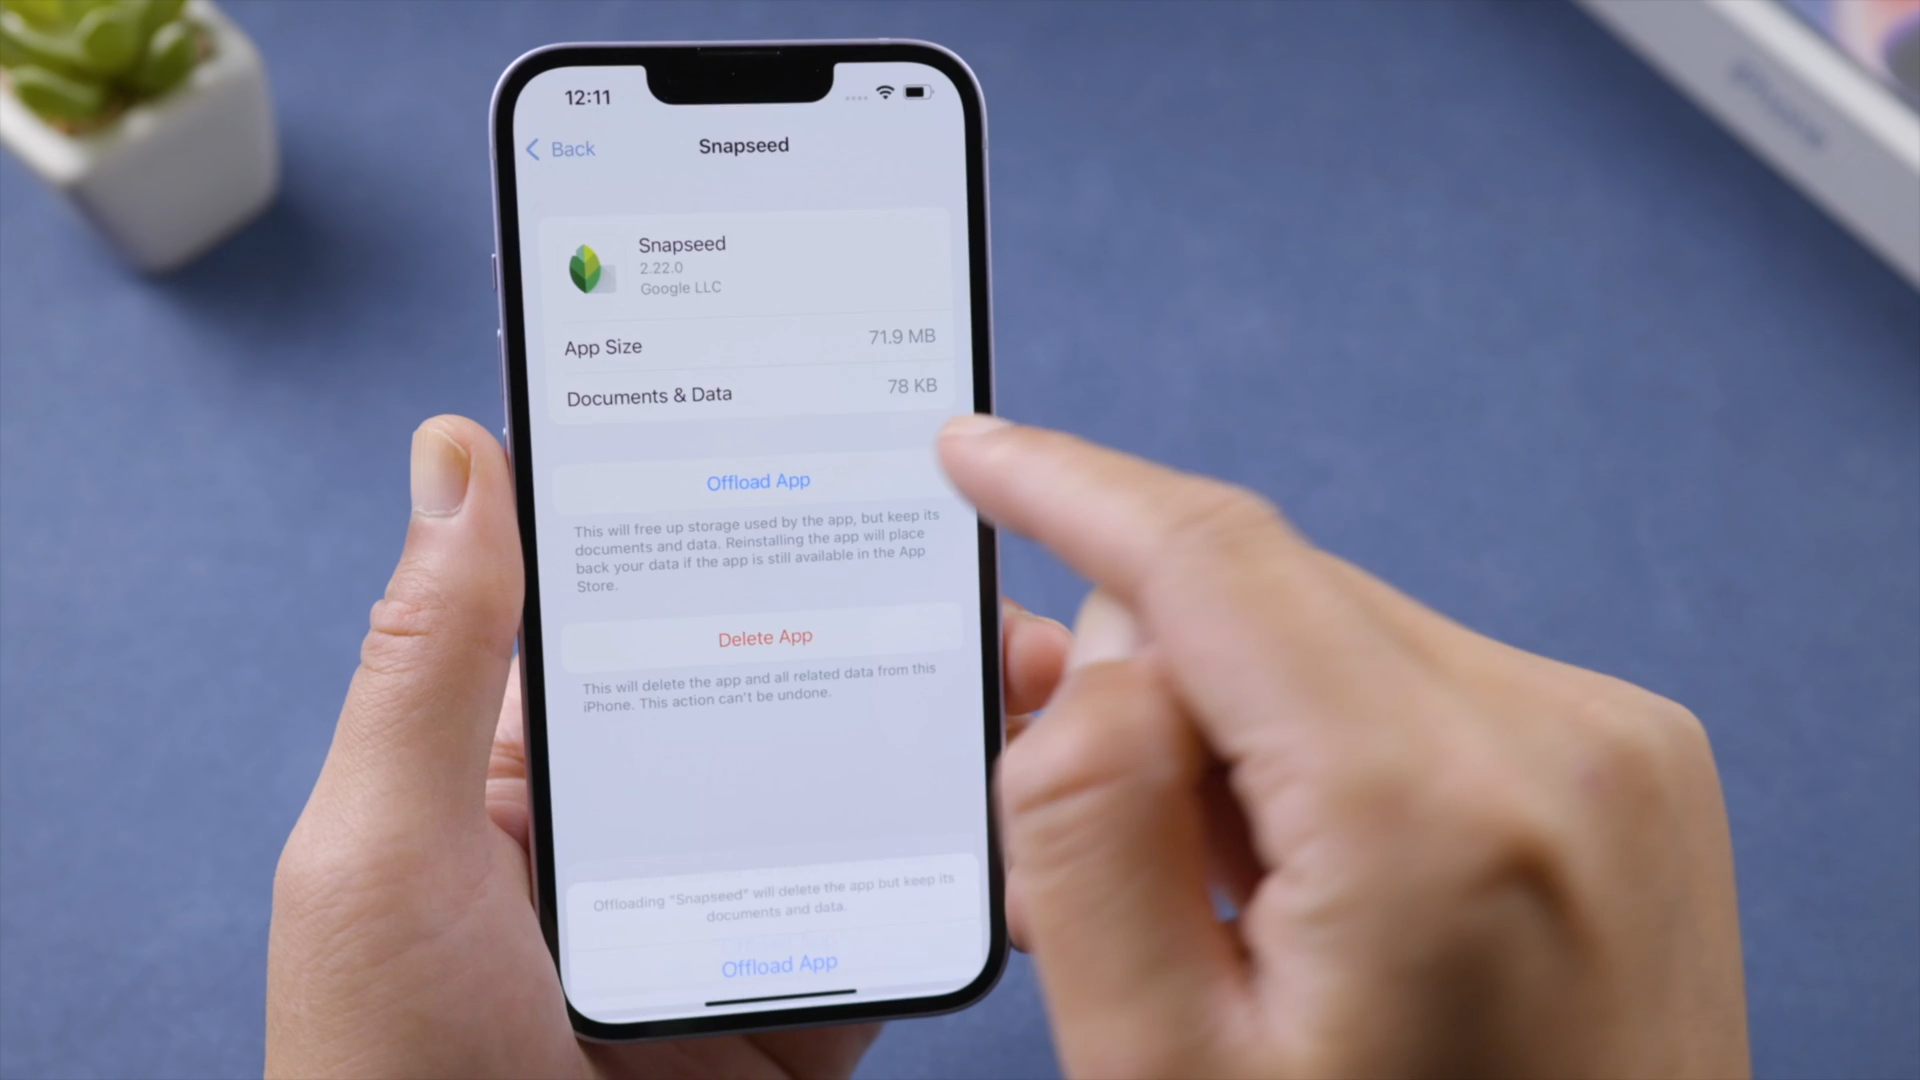 12:11
Back
Snapseed
Snapseed
2.22.0
Google LLC
App Size
71.9 MB
Documents & Data
78 KB
Offload App
This will free up storage used by the app, but keep its
documents and data. Reinstalling the app will place
back your data if the app is still available in the App
Store.
Delete App
This will delete the app and all related data from this
iPhone. This action can't be undone.
Offloading "Snapseed" will delete the app but keep its
documents and data.
Offload App